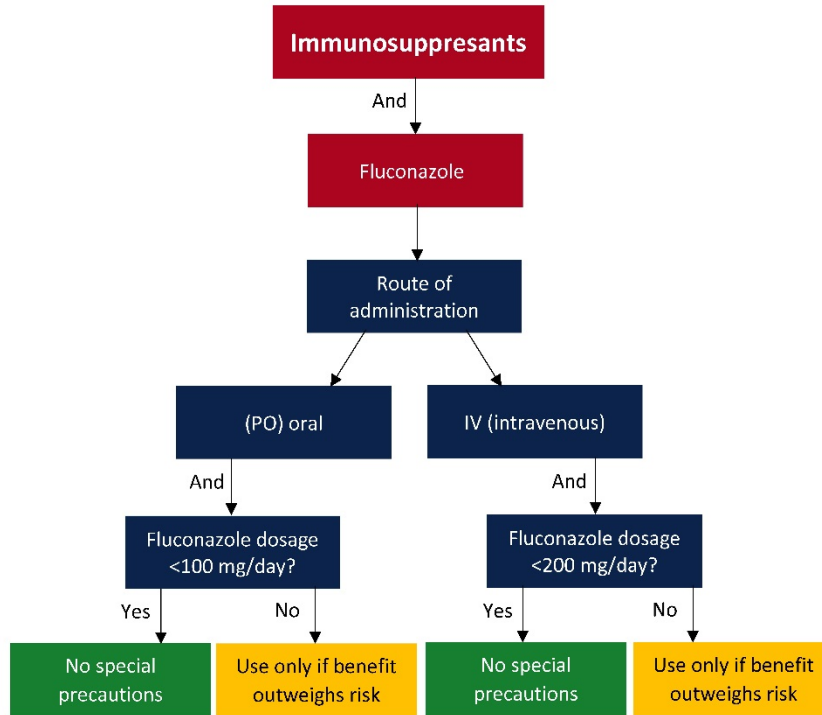 Immunosuppresants
And
Fluconazole
Route of
administration
(PO) oral
IV (intravenous)
And
And
Fluconazole dosage
<100 mg/day?
Fluconazole dosage
<200 mg/day?
Yes
No
Yes
No
No special
precautions
Use only if benefit
outweighs risk
No special
precautions
Use only if benefit
outweighs risk